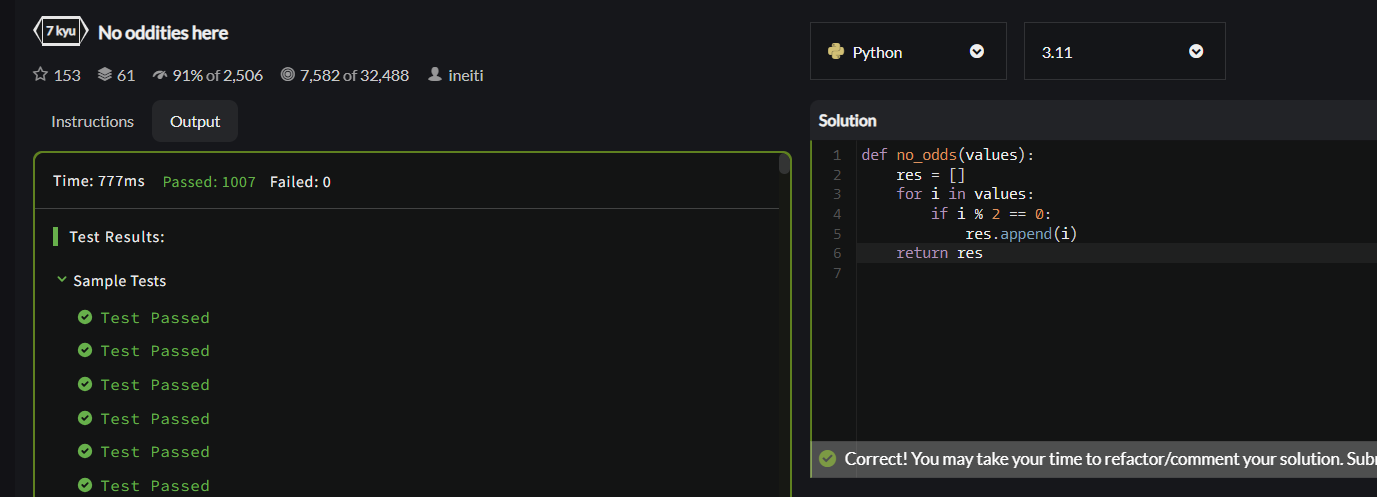 7 kyu No oddities here
153 61 91% of 2,506 7,582 of 32,488 ineiti
Instructions Output
Time: 777ms Passed: 1007 Failed: 0
Test Results:
Sample Tests
Test Passed
Test Passed
Test Passed
Test Passed
Test Passed
Test Passed
Python 3.11
Solution
1 def no_odds(values):
2     res = []
3     for i in values:
4         if i % 2 == 0:
5             res.append(i)
6     return res
7
Correct! You may take your time to refactor/comment your solution.